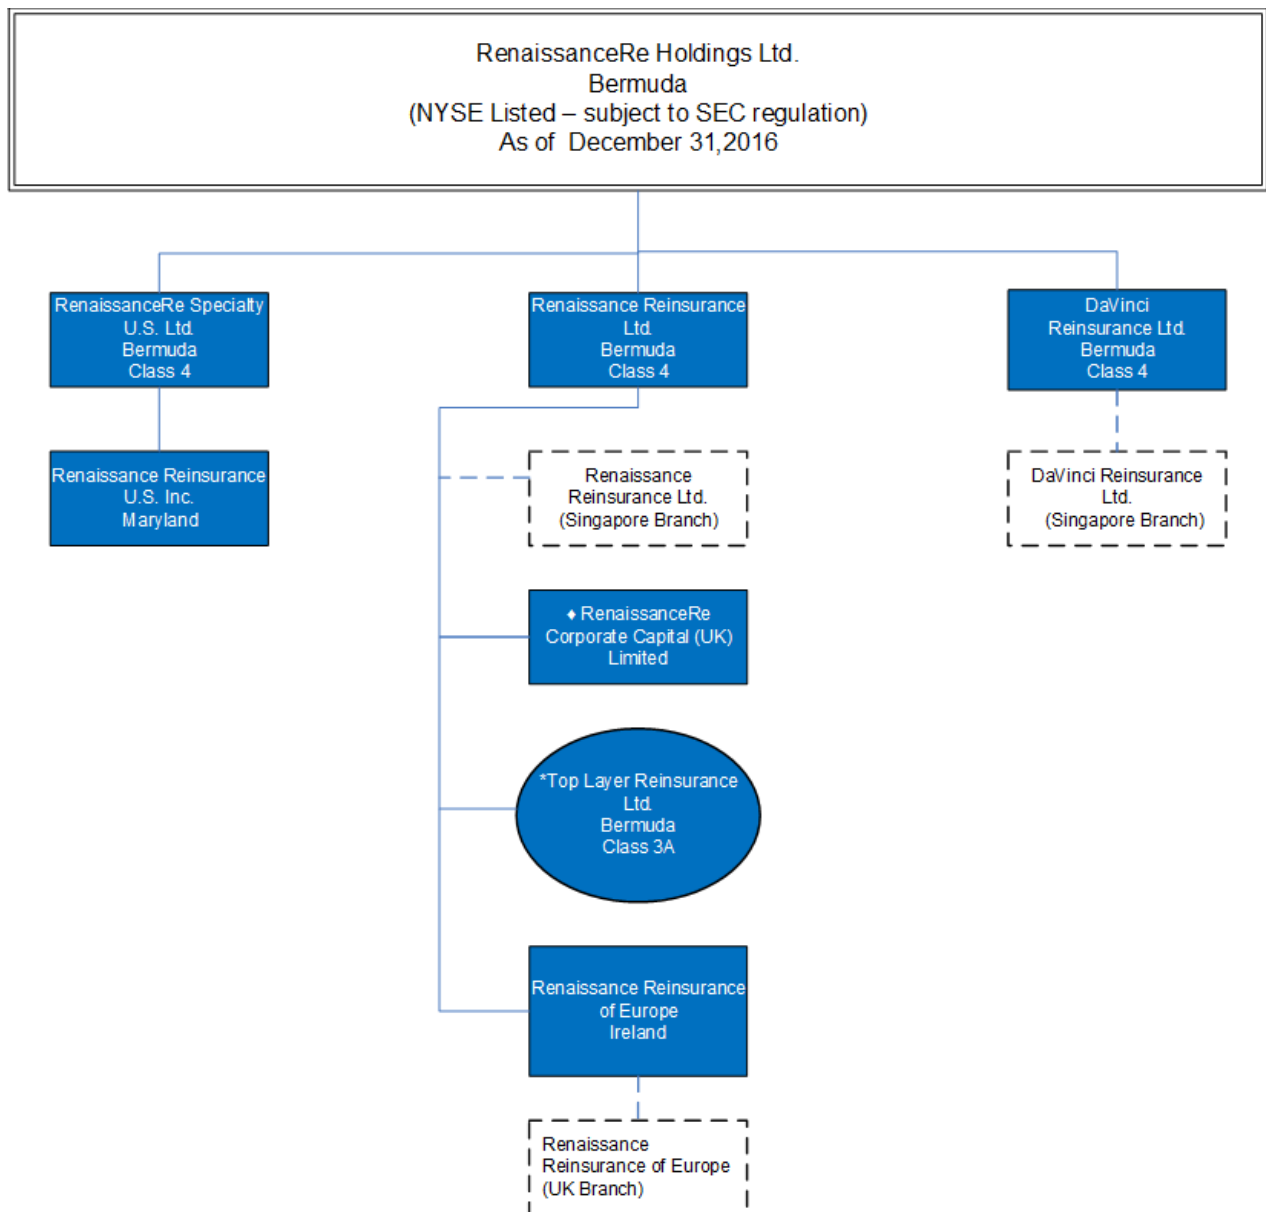 RenaissanceRe Holdings Ltd.
Bermuda
(NYSE Listed – subject to SEC regulation)
As of December 31,2016
RenaissanceRe Specialty
U.S. Ltd.
Bermuda
Class 4
Renaissance Reinsurance
Ltd.
Bermuda
Class 4
DaVinci
Reinsurance Ltd.
Bermuda
Class 4
Renaissance Reinsurance
U.S. Inc.
Maryland
Renaissance
Reinsurance Ltd.
(Singapore Branch)
DaVinci Reinsurance
Ltd.
(Singapore Branch)
♦ RenaissanceRe
Corporate Capital (UK)
Limited
*Top Layer Reinsurance
Ltd.
Bermuda
Class 3A
Renaissance Reinsurance
of Europe
Ireland
Renaissance
Reinsurance of Europe
(UK Branch)